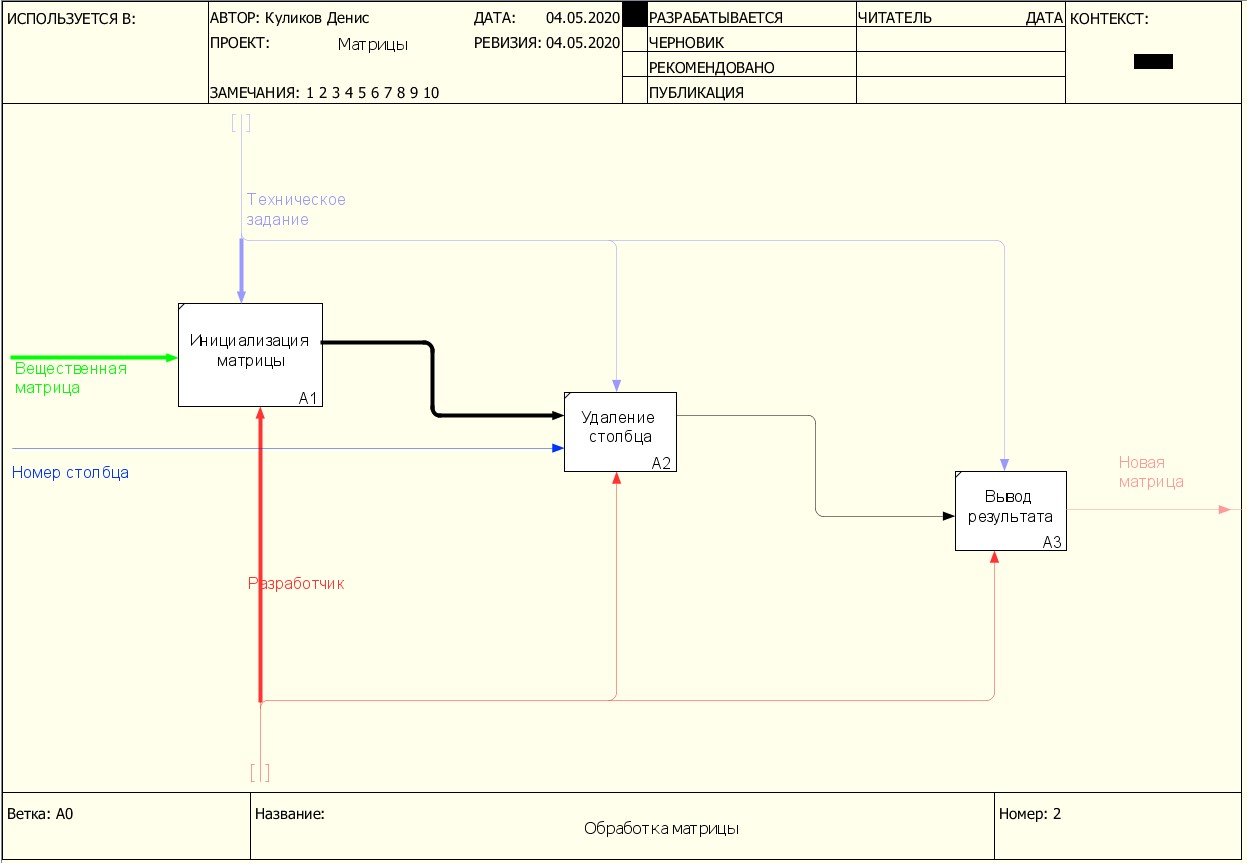 ИСПОЛЬЗУЕТСЯ В:
АВТОР: Куликов Денис
ДАТА: 04.05.2020
РАЗРАБАТЫВАЕТСЯ
ЧИТАТЕЛЬ
ДАТА
КОНТЕКСТ:
ПРОЕКТ: Матрицы
РЕВИЗИЯ: 04.05.2020
ЧЕРНОВИК
РЕКОМЕНДОВАНО
ЗАМЕЧАНИЯ: 1 2 3 4 5 6 7 8 9 10
ПУБЛИКАЦИЯ
Техническое
задание
Инициализация
матрицы
A1
Вещественная
матрица
Удаление
столбца
A2
Номер столбца
Новая
матрица
Вывод
результата
A3
Разработчик
Ветка: A0
Название:
Обработка матрицы
Номер: 2